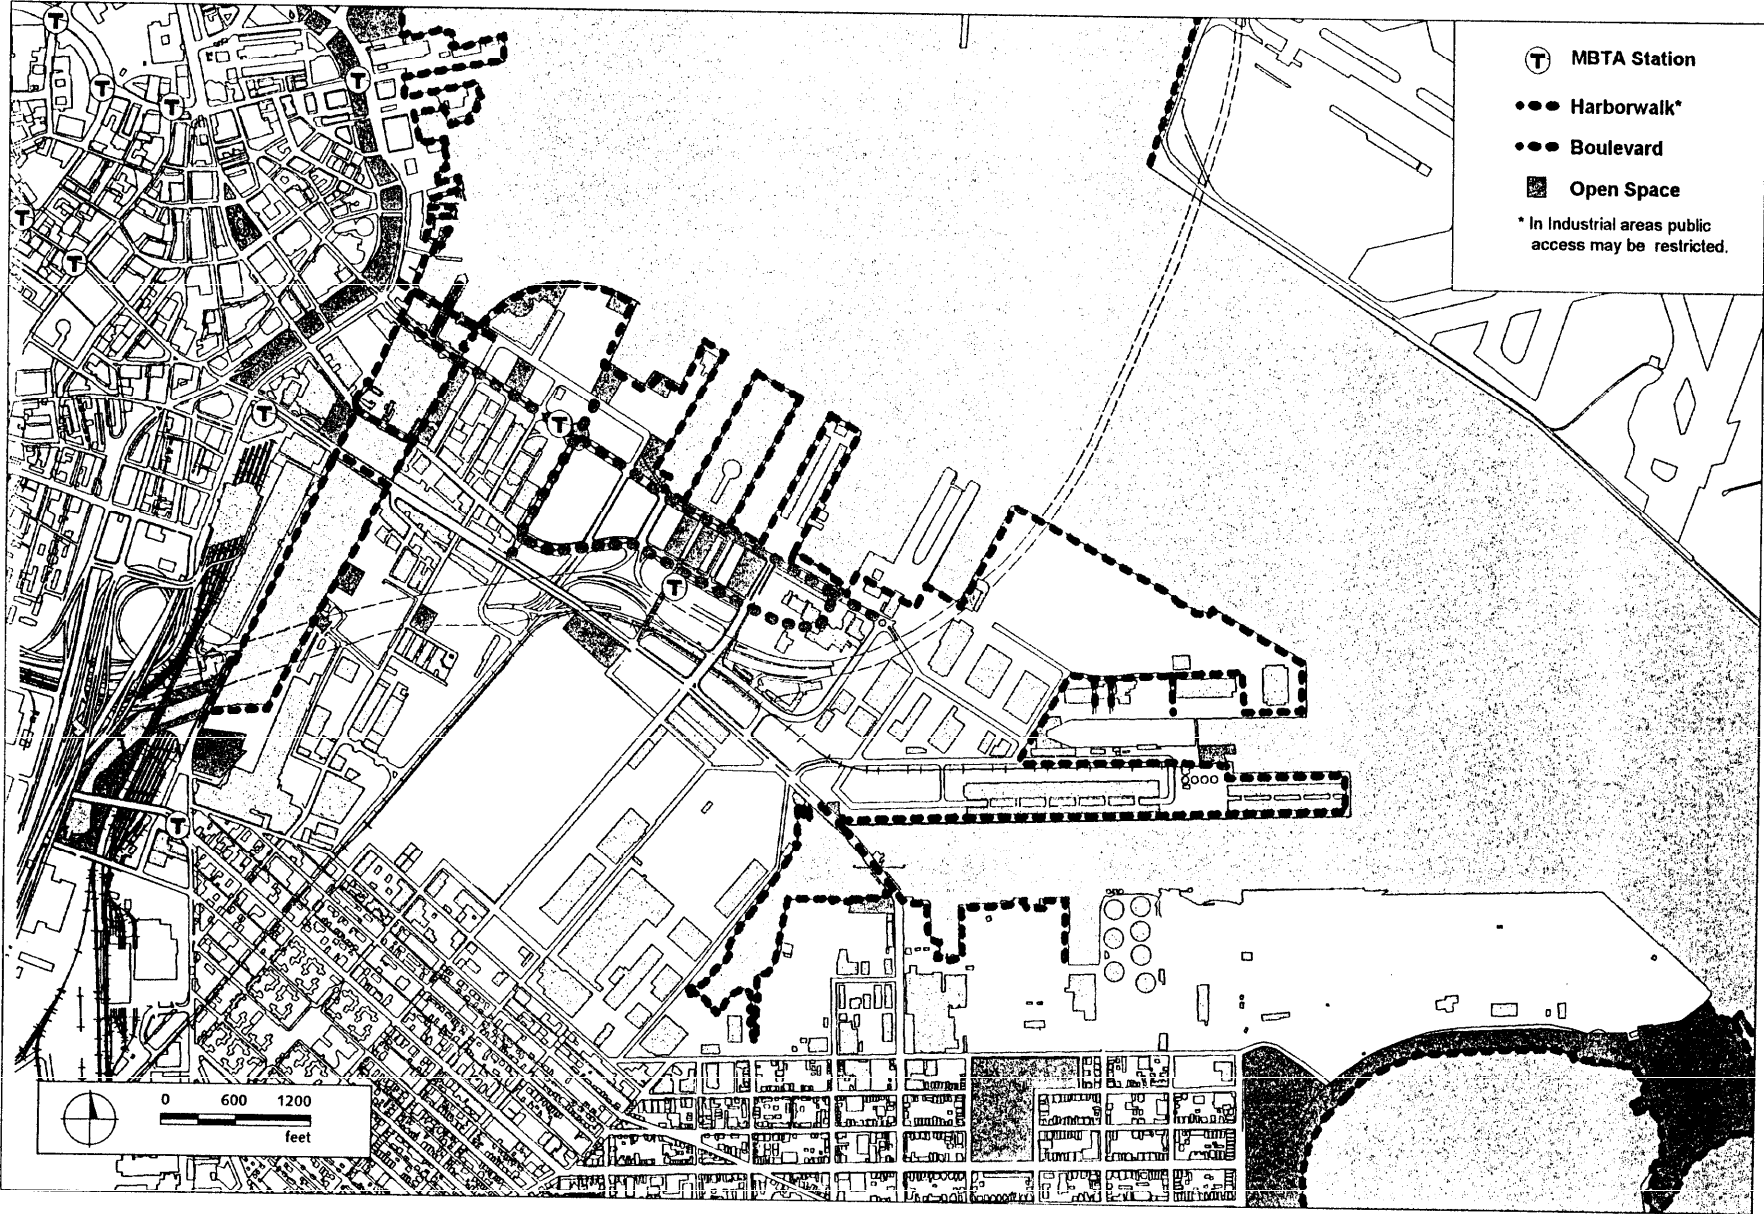 T MBTA Station
Harborwalk*
Boulevard
Open Space
* In Industrial areas public
access may be restricted.
T
T
T
T
T
T
T
T
T
T
0 600 1200
feet